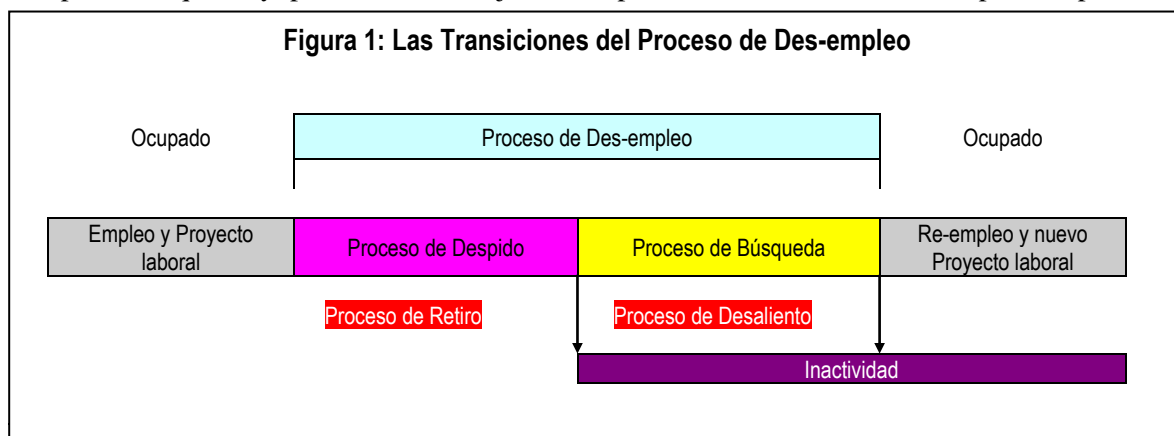 Figura 1: Las Transiciones del Proceso de Des-empleo
Ocupado
Proceso de Des-empleo
Ocupado
Empleo y Proyecto
laboral
Proceso de Despido
Proceso de Búsqueda
Re-empleo y nuevo
Proyecto laboral
Proceso de Retiro
Proceso de Desaliento
Inactividad